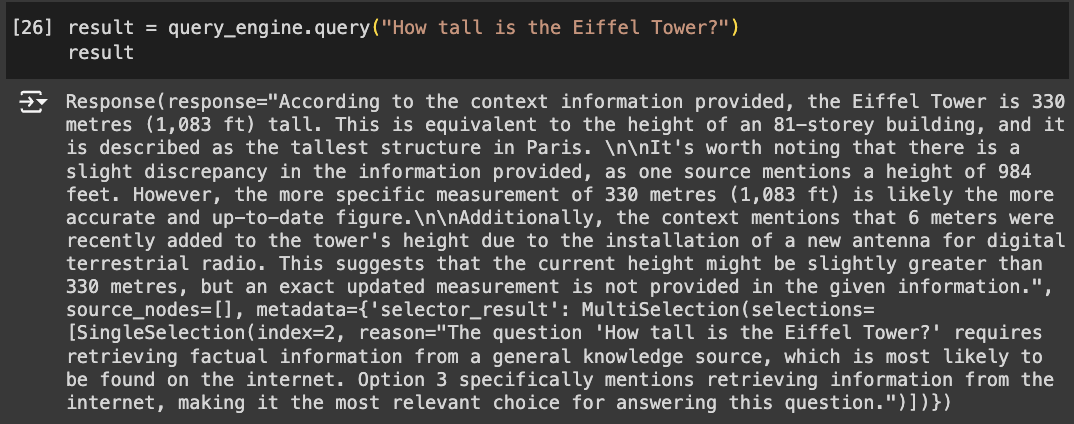 [26] result = query_engine.query("How tall is the Eiffel Tower?")
result
Response(response="According to the context information provided, the Eiffel Tower is 330
metres (1,083 ft) tall. This is equivalent to the height of an 81-storey building, and it
is described as the tallest structure in Paris. \n\nIt's worth noting that there is a
slight discrepancy in the information provided, as one source mentions a height of 984
feet. However, the more specific measurement of 330 metres (1,083 ft) is likely the more
accurate and up-to-date figure.\n\nAdditionally, the context mentions that 6 meters were
recently added to the tower's height due to the installation of a new antenna for digital
terrestrial radio. This suggests that the current height might be slightly greater than
330 metres, but an exact updated measurement is not provided in the given information.",
source_nodes=[], metadata={'selector_result': MultiSelection(selections=
[SingleSelection(index=2, reason="The question 'How tall is the Eiffel Tower?' requires
retrieving factual information from a general knowledge source, which is most likely to
be found on the internet. Option 3 specifically mentions retrieving information from the
internet, making it the most relevant choice for answering this question.")])})